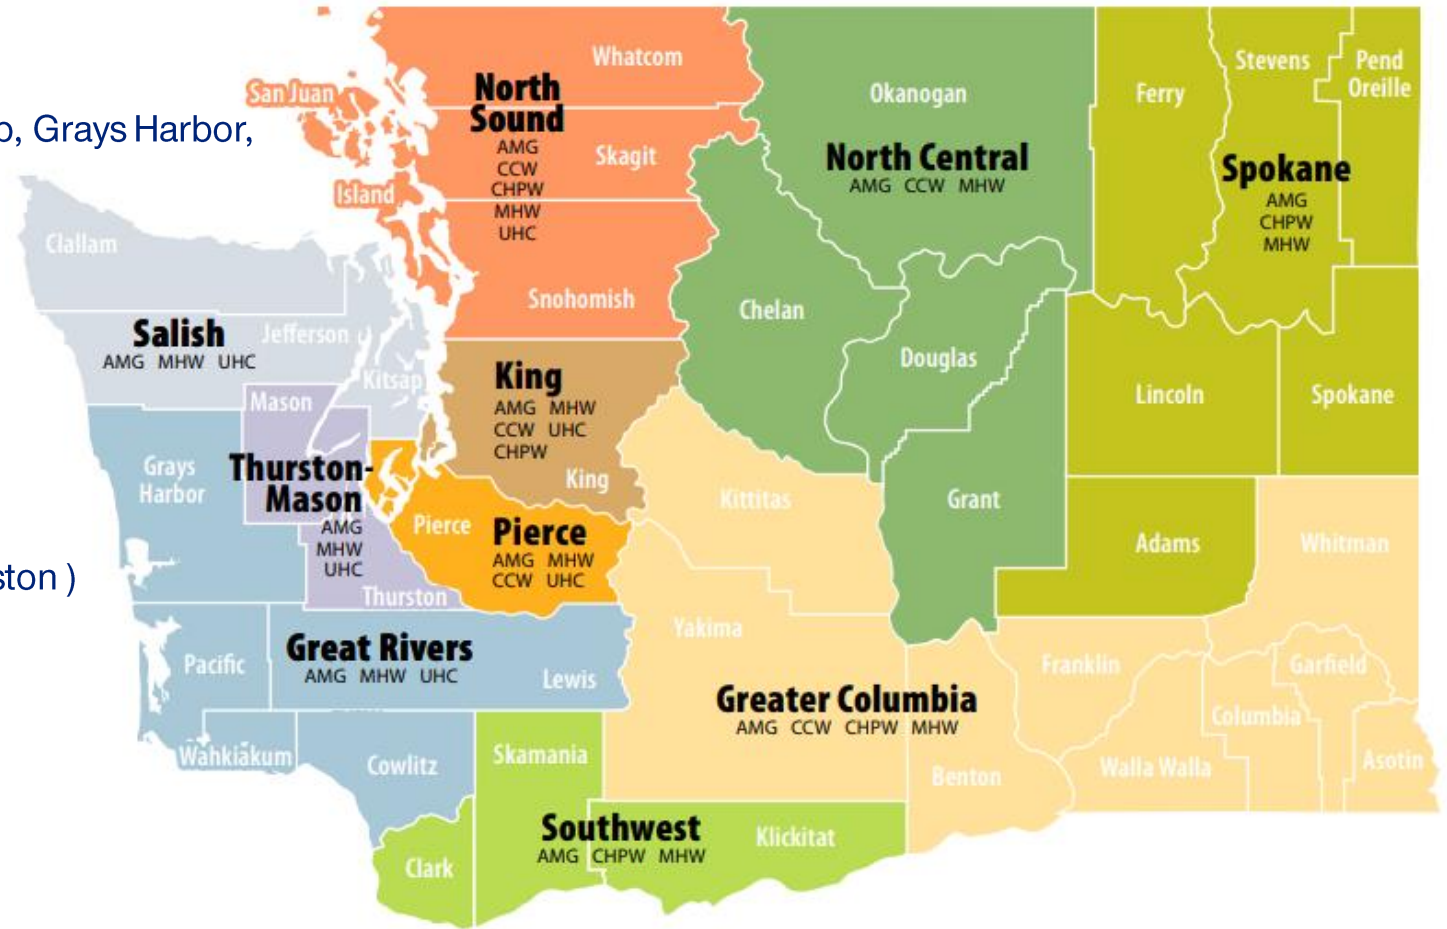 Whatcom
San Juan
North
Sound
AMG
CCW
CHPW
MHW
UHC
Skagit
Island
Snohomish
Okanogan
North Central
AMG CCW MHW
Chelan
Douglas
Grant
Ferry
Stevens
Pend
Oreille
Spokane
AMG
CHPW
MHW
Lincoln
Spokane
Adams
Whitman
, Grays Harbor,
Clallam
Jefferson
Salish
AMG MHW UHC
Kitsap
Mason
King
AMG MHW
CCW UHC
CHPW
King
Grays
Harbor
Thurston-
Mason
AMG
MHW
UHC
Thurston
Pierce
Pierce
AMG MHW
CCW UHC
ston )
Kittitas
Yakima
Pacific
Great Rivers
AMG MHW UHC
Lewis
Wahkiakum
Cowlitz
Greater Columbia
AMG CCW CHPW MHW
Franklin
Garfield
Columbia
Benton
Walla Walla
Asotin
Skamania
Southwest
AMG CHPW MHW
Klickitat
Clark